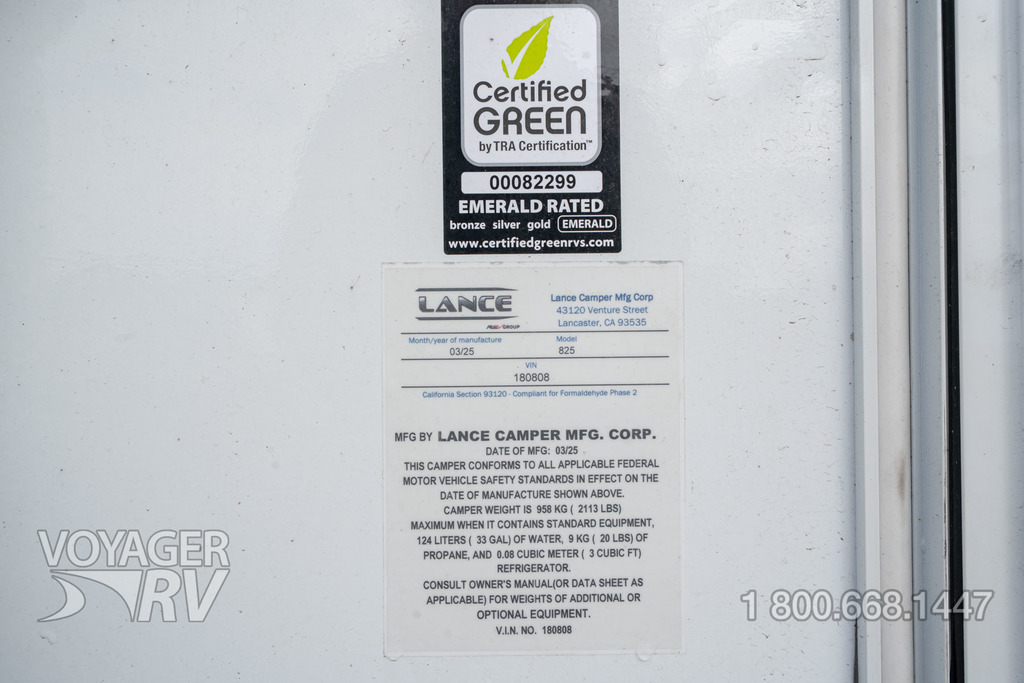 Certified
GREEN
by TRA Certification™
00082299
EMERALD RATED
bronze silver gold EMERALD
www.certifiedgreenrvs.com
LANCE
REV GROUP
Lance Camper Mfg Corp
43120 Venture Street
Lancaster, CA 93535
Month/year of manufacture Model
03/25 825
VIN
180808
California Section 93120 - Compliant for Formaldehyde Phase 2
MFG BY LANCE CAMPER MFG. CORP.
DATE OF MFG: 03/25
THIS CAMPER CONFORMS TO ALL APPLICABLE FEDERAL
MOTOR VEHICLE SAFETY STANDARDS IN EFFECT ON THE
DATE OF MANUFACTURE SHOWN ABOVE.
CAMPER WEIGHT IS 958 KG ( 2113 LBS)
MAXIMUM WHEN IT CONTAINS STANDARD EQUIPMENT,
124 LITERS ( 33 GAL) OF WATER, 9 KG ( 20 LBS) OF
PROPANE, AND 0.08 CUBIC METER ( 3 CUBIC FT)
REFRIGERATOR.
CONSULT OWNER'S MANUAL(OR DATA SHEET AS
APPLICABLE) FOR WEIGHTS OF ADDITIONAL OR
OPTIONAL EQUIPMENT.
V.I.N. NO. 180808
VOYAGER
RV
1 800.668.1447